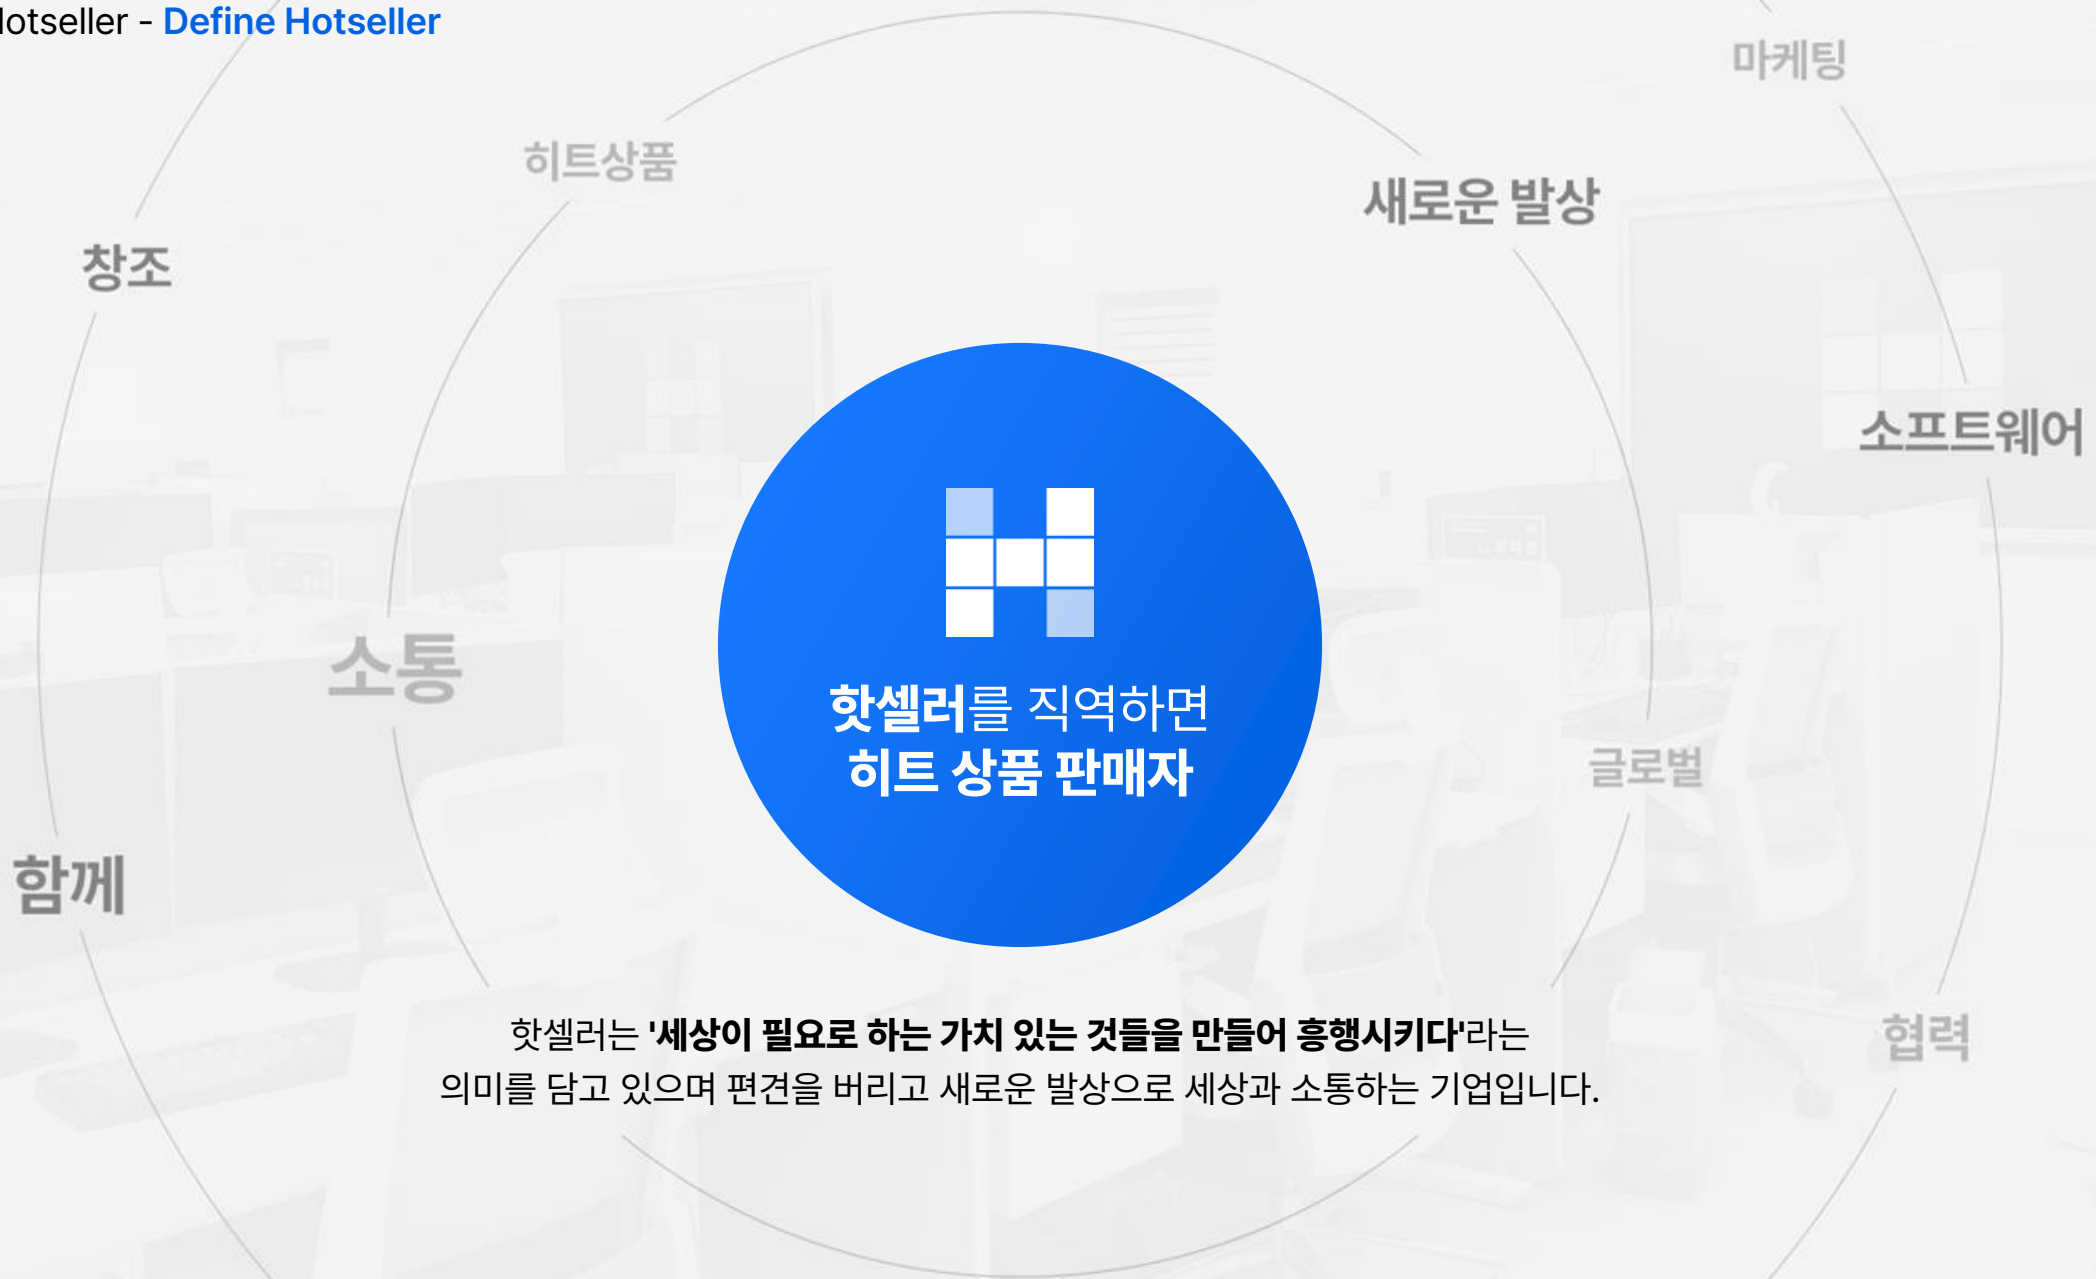 - Define Hotseller
마케팅
히트상품
새로운 발상
창조
소프트웨어
소통
핫셀러를 직역하면
히트 상품 판매자
글로벌
함께
핫셀러는 '세상이 필요로 하는 가치 있는 것들을 만들어 흥행시키다'라는
의미를 담고 있으며 편견을 버리고 새로운 발상으로 세상과 소통하는 기업입니다.
협력